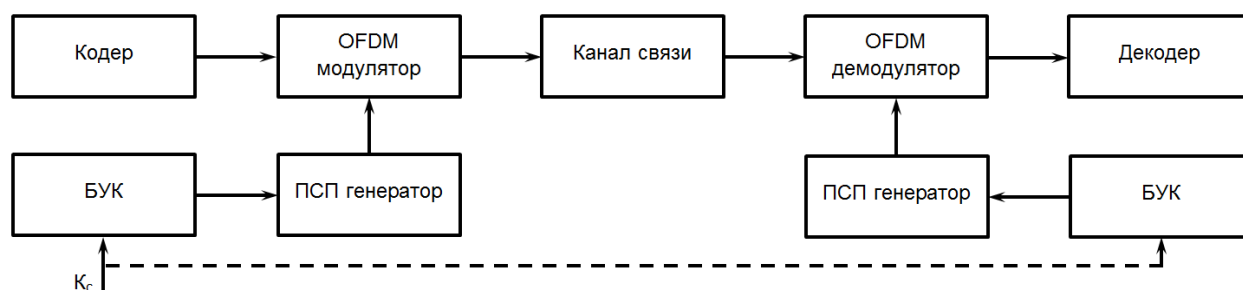 Кодер
OFDM
модулятор
Канал связи
OFDM
демодулятор
Декодер
БУК
ПСП генератор
ПСП генератор
БУК
Kc